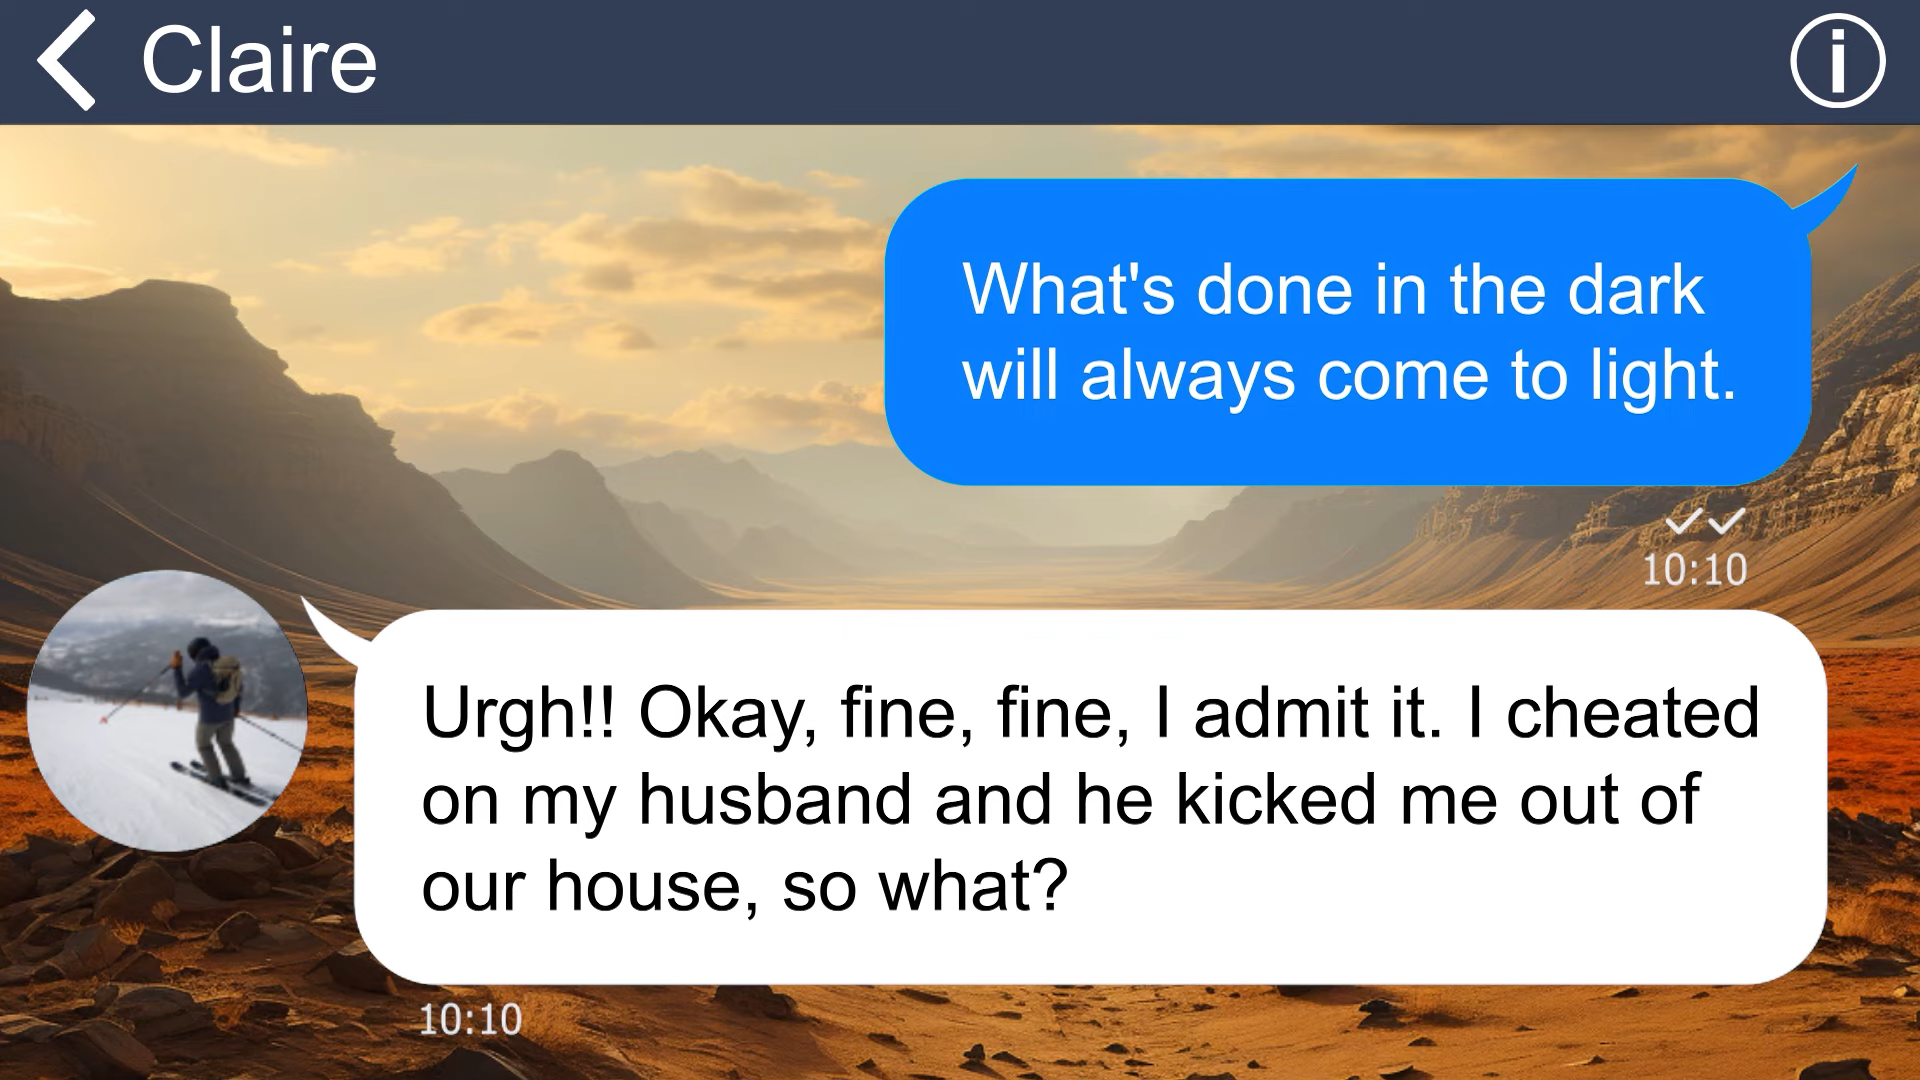 Claire
What's done in the dark
will always come to light.
10:10
Urgh!! Okay, fine, fine, I admit it. I cheated
on my husband and he kicked me out of
our house, so what?
10:10